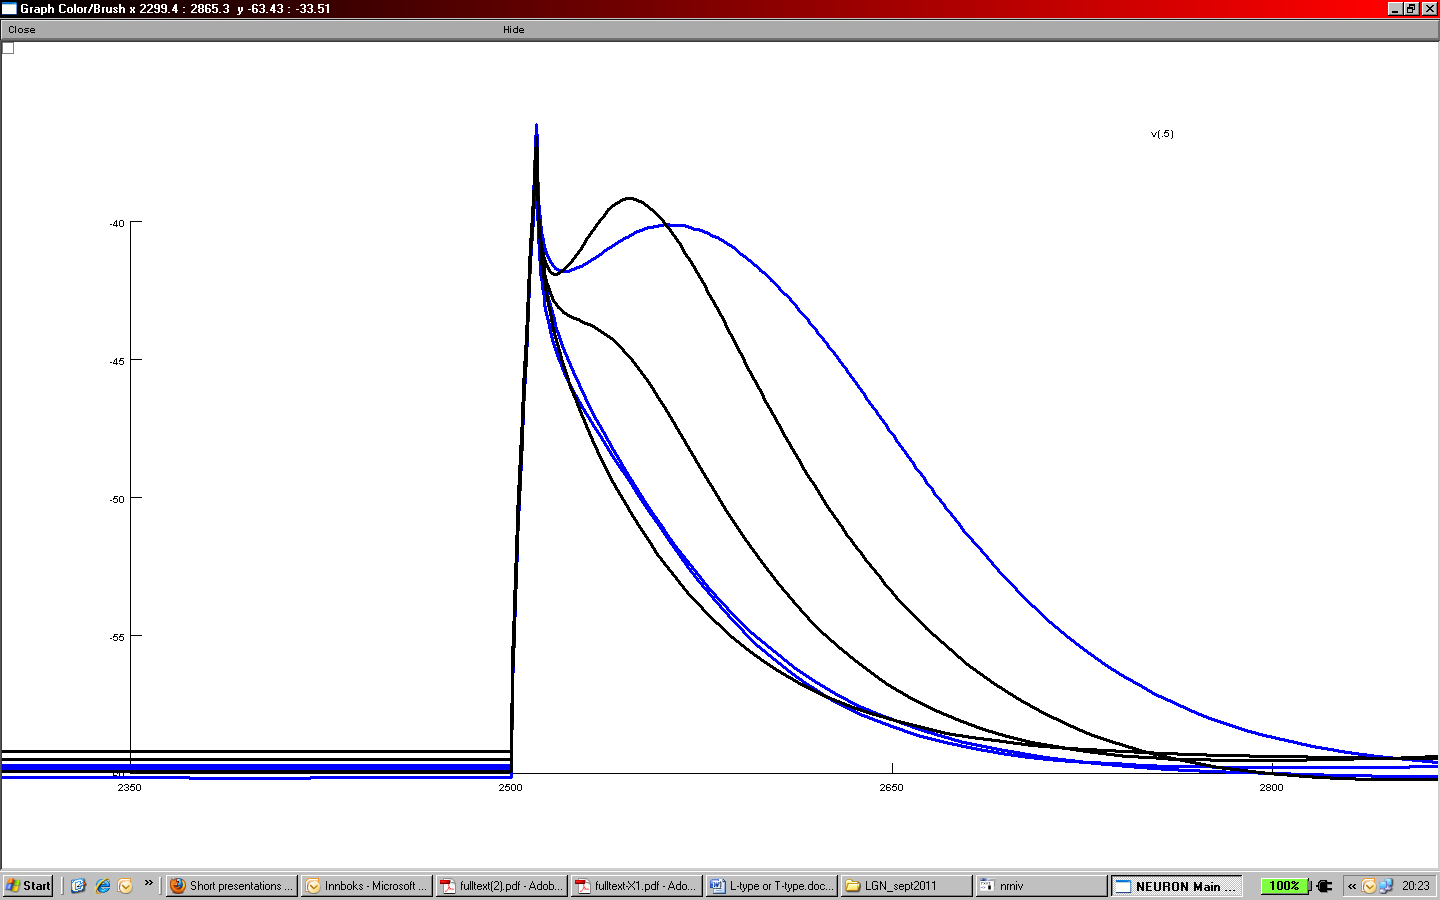 Graph Color/Brush x 2299.4 : 2865.3 y -63.43 : -33.51
Close Hide
v(.5)
-40
-45
-50
-55
2350 2500 2650 2800
Start » Short presentations ... Innboks - Microsoft ... fulltext(2).pdf - Adob... fulltext-X1.pdf - Ado... L-type or T-type.doc... LGN_sept2011 nrniv NEURON Main ... 100% « 20:23